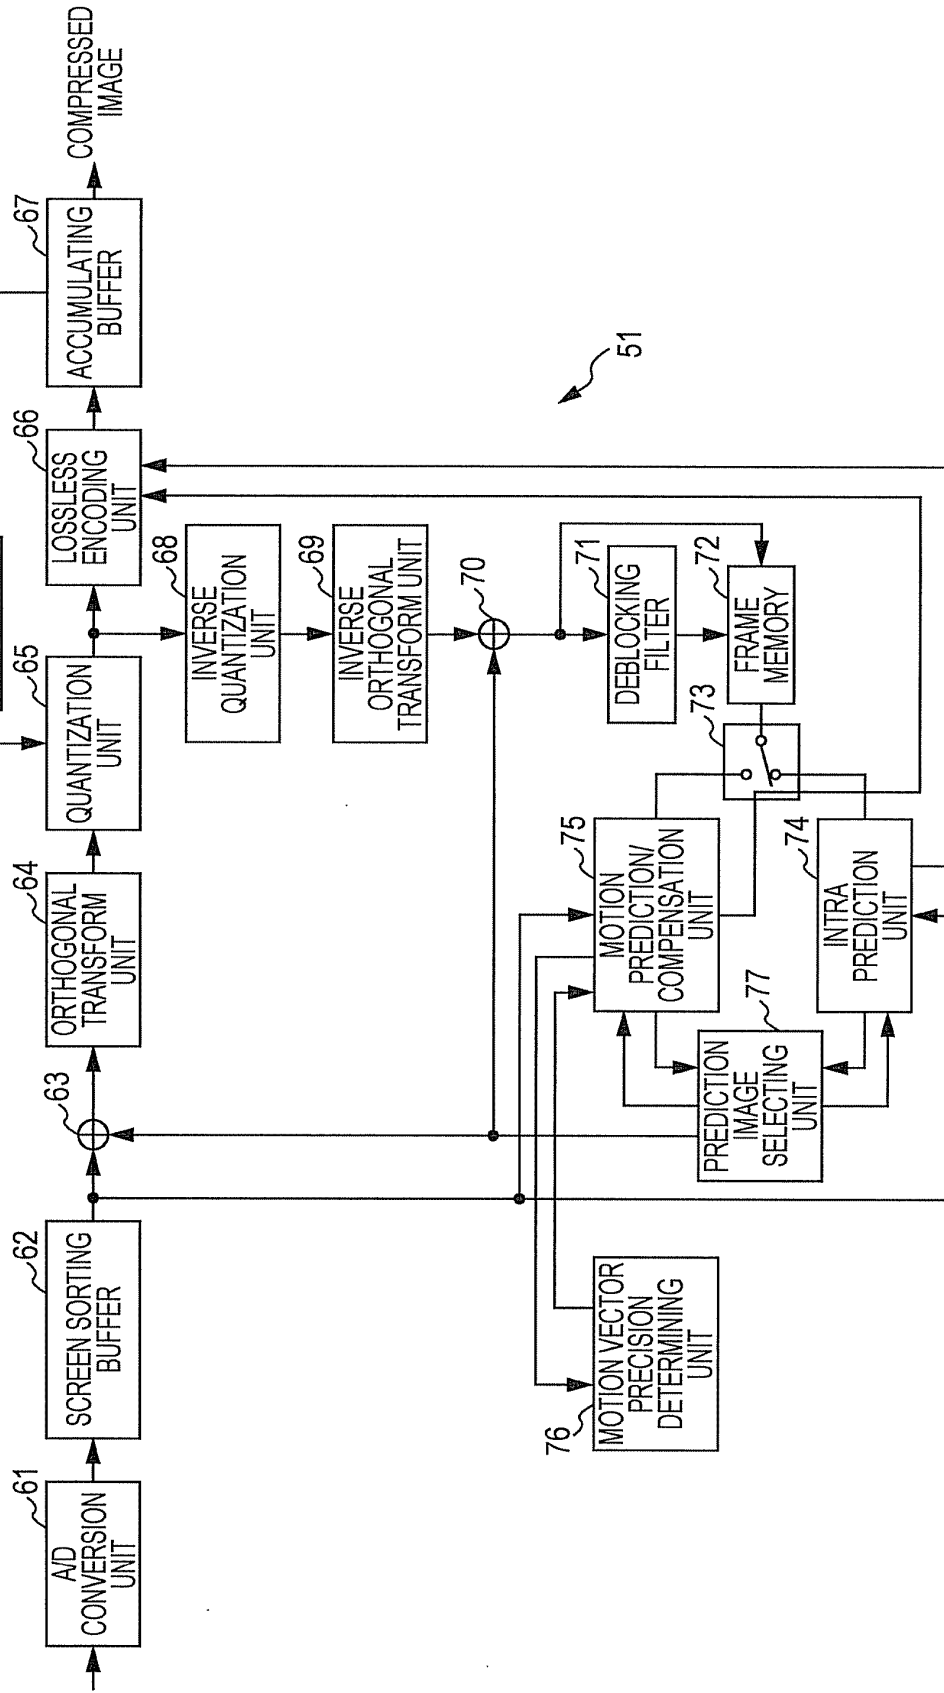 61
A/D
CONVERSION
UNIT
62
SCREEN SORTING
BUFFER
63
64
ORTHOGONAL
TRANSFORM
UNIT
65
QUANTIZATION
UNIT
66
LOSSLESS
ENCODING
UNIT
67
ACCUMULATING
BUFFER
COMPRESSED
IMAGE
68
INVERSE
QUANTIZATION
UNIT
69
INVERSE
ORTHOGONAL
TRANSFORM UNIT
70
51
71
DEBLOCKING
FILTER
72
FRAME
MEMORY
73
75
MOTION
PREDICTION/
COMPENSATION
UNIT
74
INTRA
PREDICTION
UNIT
77
PREDICTION
IMAGE
SELECTING
UNIT
76
MOTION VECTOR
PRECISION
DETERMINING
UNIT